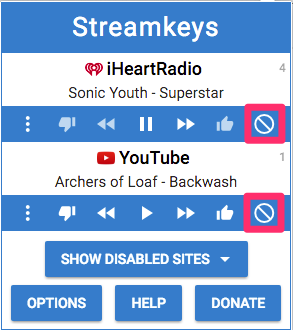 Streamkeys
iHeartRadio
4
Sonic Youth - Superstar
YouTube
1
Archers of Loaf - Backwash
SHOW DISABLED SITES
OPTIONS
HELP
DONATE